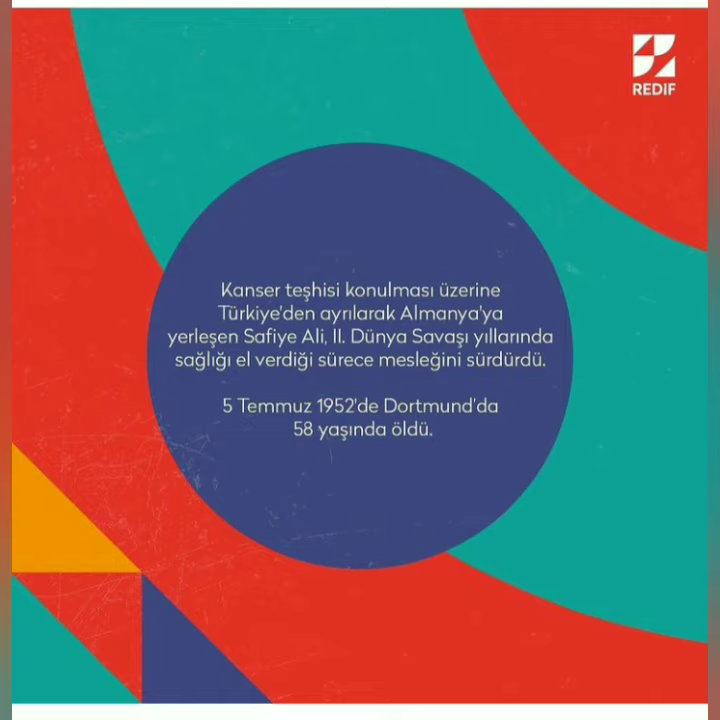 REDIF
Kanser teşhisi konulması üzerine
Türkiye'den ayrılarak Almanya'ya
yerleşen Safiye Ali, II. Dünya Savaşı yıllarında
sağlığı el verdiği sürece mesleğini sürdürdü.
5 Temmuz 1952'de Dortmund'da
58 yaşında öldü.